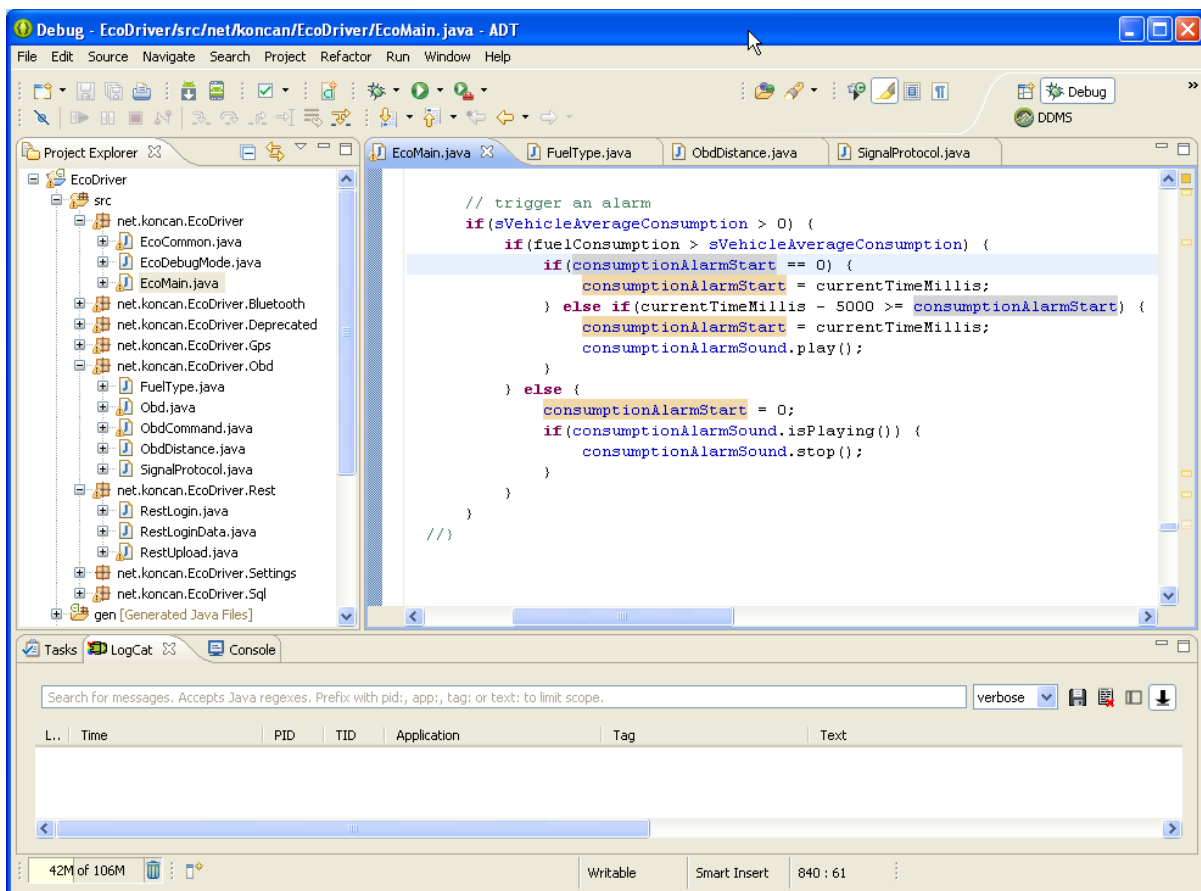 Debug - EcoDriver/src/net/koncan/EcoDriver/EcoMain.java - ADT
File Edit Source Navigate Search Project Refactor Run Window Help
Debug
»
DDMS
Project Explorer
EcoMain.java
FuelType.java
ObdDistance.java
SignalProtocol.java
EcoDriver
src
net.koncan.EcoDriver
EcoCommon.java
EcoDebugMode.java
EcoMain.java
net.koncan.EcoDriver.Bluetooth
net.koncan.EcoDriver.Deprecated
net.koncan.EcoDriver.Gps
net.koncan.EcoDriver.Obd
FuelType.java
Obd.java
ObdCommand.java
ObdDistance.java
SignalProtocol.java
net.koncan.EcoDriver.Rest
RestLogin.java
RestLoginData.java
RestUpload.java
net.koncan.EcoDriver.Settings
net.koncan.EcoDriver.Sql
gen [Generated Java Files]
// trigger an alarm
if(sVehicleAverageConsumption > 0) {
if(fuelConsumption > sVehicleAverageConsumption) {
if(consumptionAlarmStart == 0) {
consumptionAlarmStart = currentTimeMillis;
} else if(currentTimeMillis - 5000 >= consumptionAlarmStart) {
consumptionAlarmStart = currentTimeMillis;
consumptionAlarmSound.play();
}
} else {
consumptionAlarmStart = 0;
if(consumptionAlarmSound.isPlaying()) {
consumptionAlarmSound.stop();
}
}
}
//}
Tasks
LogCat
Console
Search for messages. Accepts Java regexes. Prefix with pid:, app:, tag: or text: to limit scope.
verbose
L.. Time PID TID Application Tag Text
42M of 106M
Writable
Smart Insert
840 : 61